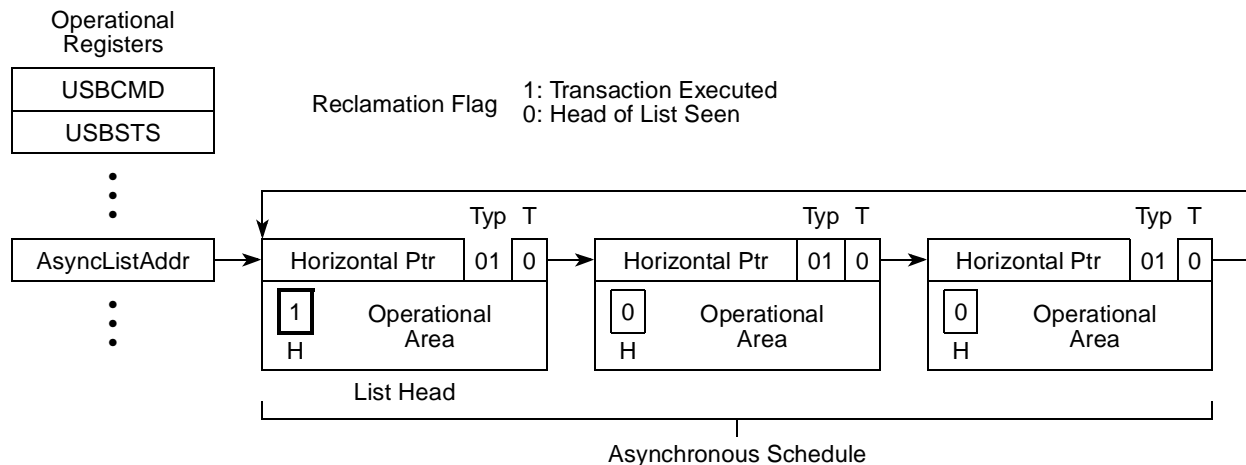 Operational
Registers
USBCMD
USBSTS
Reclamation Flag
1: Transaction Executed
0: Head of List Seen
Typ T
Typ T
Typ T
AsyncListAddr
Horizontal Ptr 01 0
Horizontal Ptr 01 0
Horizontal Ptr 01 0
1
H
Operational
Area
0
H
Operational
Area
0
H
Operational
Area
List Head
Asynchronous Schedule